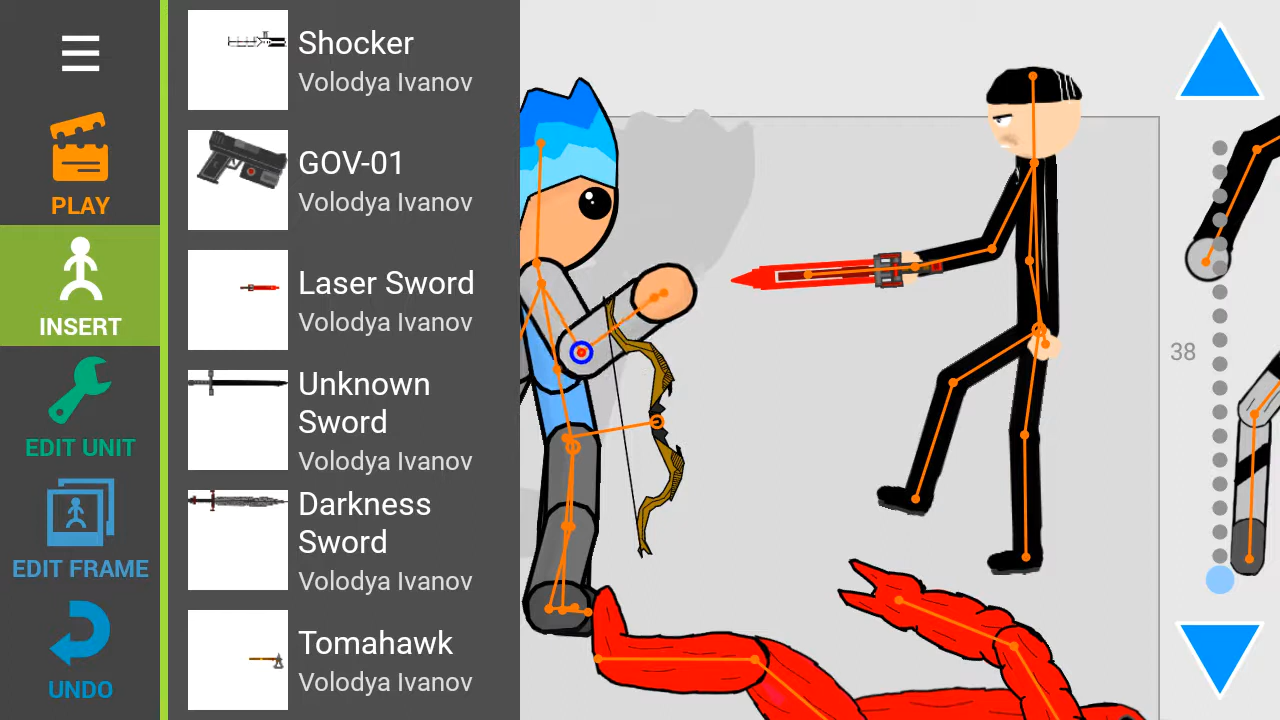 PLAY
INSERT
EDIT UNIT
EDIT FRAME
UNDO
Shocker
Volodya Ivanov
GOV-01
Volodya Ivanov
Laser Sword
Volodya Ivanov
Unknown
Sword
Volodya Ivanov
Darkness
Sword
Volodya Ivanov
Tomahawk
Volodya Ivanov
38